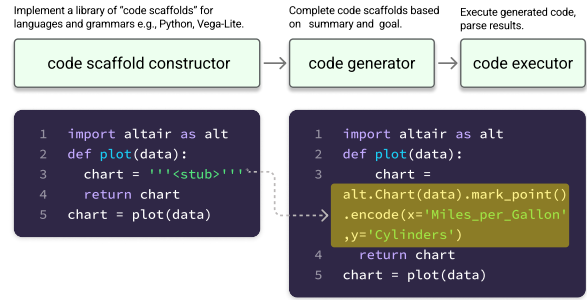 Implement a library of “code scaffolds” for
languages and grammars e.g., Python, Vega-Lite.
Complete code scaffolds based
on summary and goal.
Execute generated code,
parse results.
code scaffold constructor
code generator
code executor
1 import altair as alt
2 def plot(data):
3 chart = '''<stub>'''
4 return chart
5 chart = plot(data)
1 import altair as alt
2 def plot(data):
3 chart =
alt.Chart(data).mark_point()
.encode(x='Miles_per_Gallon'
,y='Cylinders')
4 return chart
5 chart = plot(data)